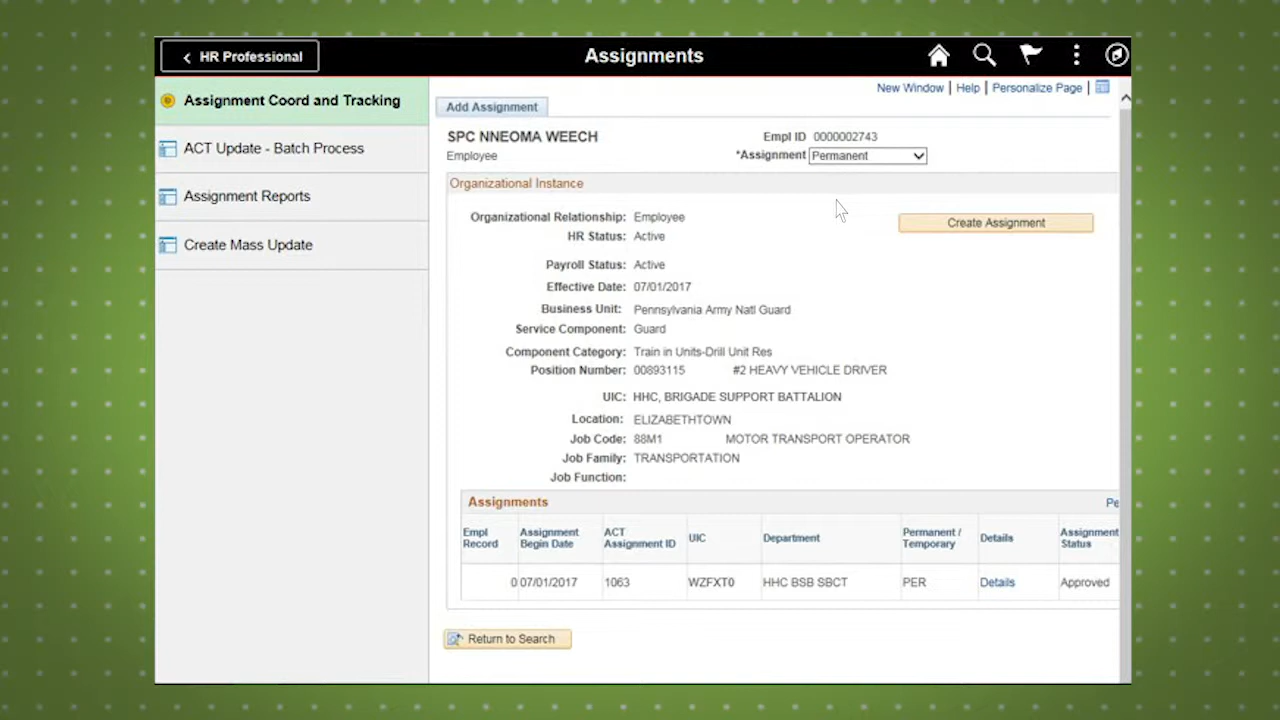 HR Professional
Assignments
New Window | Help | Personalize Page |
Assignment Coord and Tracking
ACT Update - Batch Process
Assignment Reports
Create Mass Update
Add Assignment
SPC NNEOMA WEECH
Empl ID 0000002743
Employee
*Assignment Permanent
Organizational Instance
Organizational Relationship: Employee
Create Assignment
HR Status: Active
Payroll Status: Active
Effective Date: 07/01/2017
Business Unit: Pennsylvania Army Natl Guard
Service Component: Guard
Component Category: Train in Units-Drill Unit Res
Position Number: 00893115 #2 HEAVY VEHICLE DRIVER
UIC: HHC, BRIGADE SUPPORT BATTALION
Location: ELIZABETHTOWN
Job Code: 88M1 MOTOR TRANSPORT OPERATOR
Job Family: TRANSPORTATION
Job Function:
Assignments Pe
Empl Record Assignment Begin Date ACT Assignment ID UIC Department Permanent / Temporary Details Assignment Status
0 07/01/2017 1063 WZFXT0 HHC BSB SBCT PER Details Approved
Return to Search